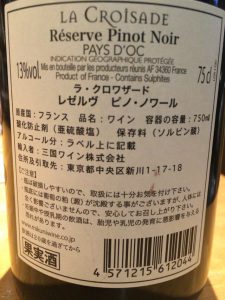 LA CROISADE
Réserve Pinot Noir
PAYS D'OC
INDICATION GÉOGRAPHIQUE PROTÉGÉE
Mis en bouteille par les producteurs réunis AF 34360 FRANCE
Product of France - Contains Sulphites
13%vol.
75cl
ラ・クロワザード
レゼルヴ ピノ・ノワール
原産国：フランス 品名：ワイン 容器の容量：750ml
酸化防止剤（亜硫酸塩） 保存料（ソルビン酸）
アルコール分：ラベル上に記載
輸入者：三国ワイン株式会社
住所及び引取先：東京都中央区新川1-17-18
【ご注意】
果実酒
4 571215 612044